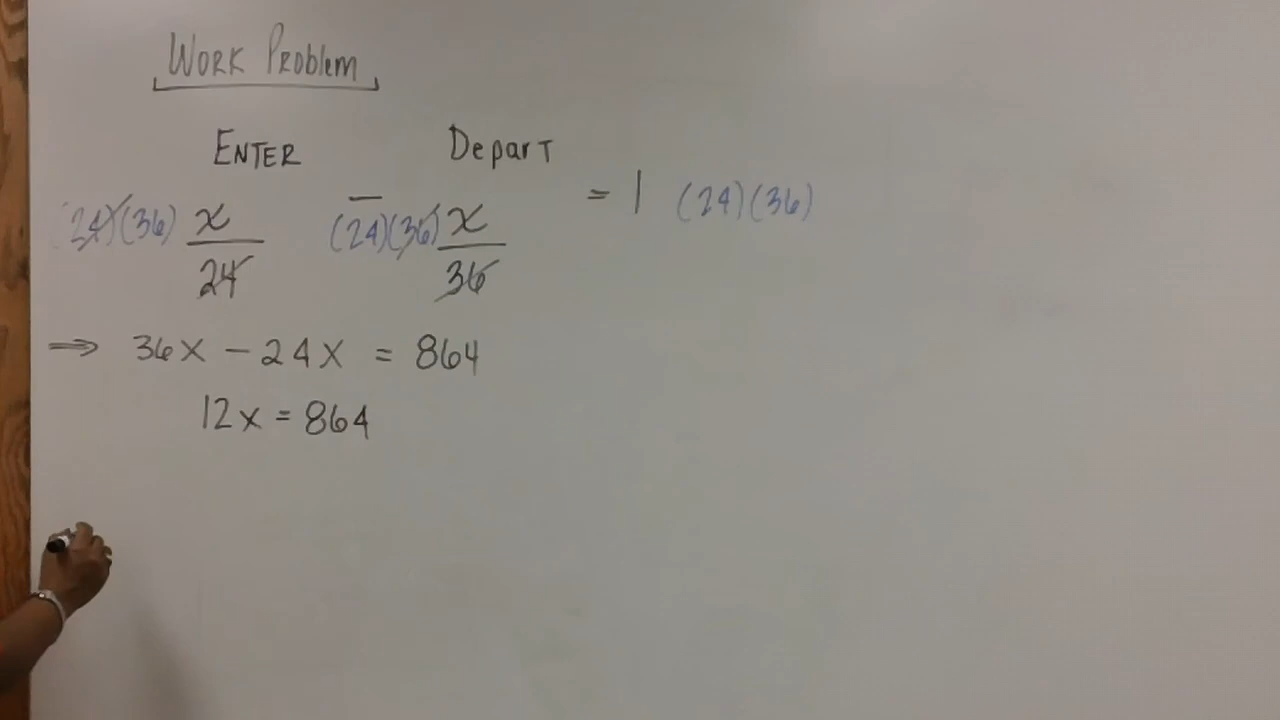 Work Problem
Enter Depart
(24)(36) x/24 — (24)(36) x/36 = 1 (24)(36)
⇒ 36x − 24x = 864
12x = 864